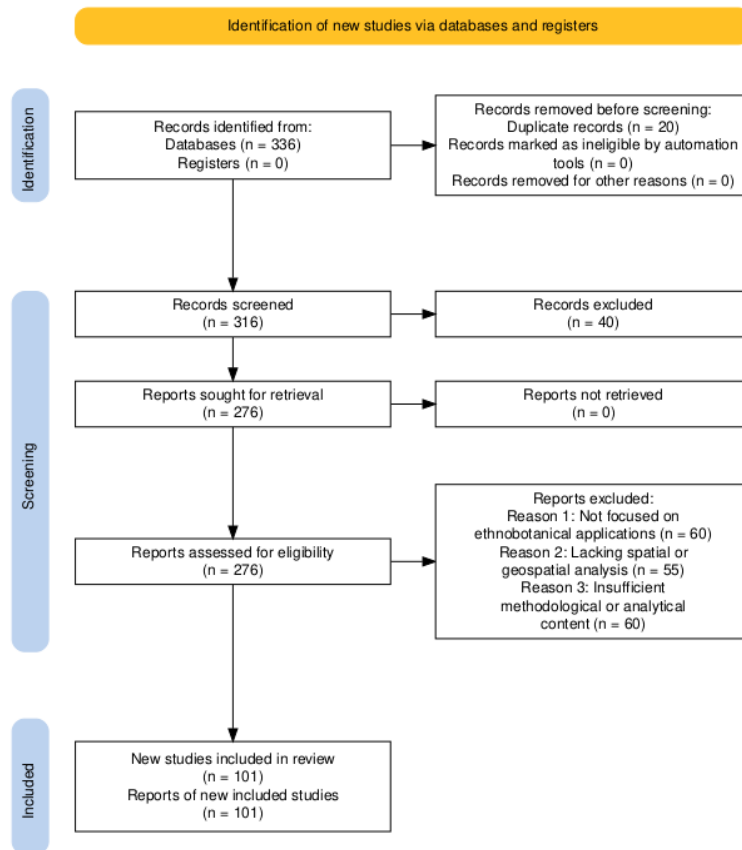 Identification of new studies via databases and registers
Identification
Records identified from:
Databases (n = 336)
Registers (n = 0)
Records removed before screening:
Duplicate records (n = 20)
Records marked as ineligible by automation
tools (n = 0)
Records removed for other reasons (n = 0)
Screening
Records screened
(n = 316)
Records excluded
(n = 40)
Reports sought for retrieval
(n = 276)
Reports not retrieved
(n = 0)
Reports assessed for eligibility
(n = 276)
Reports excluded:
Reason 1: Not focused on
ethnobotanical applications (n = 60)
Reason 2: Lacking spatial or
geospatial analysis (n = 55)
Reason 3: Insufficient
methodological or analytical
content (n = 60)
Included
New studies included in review
(n = 101)
Reports of new included studies
(n = 101)